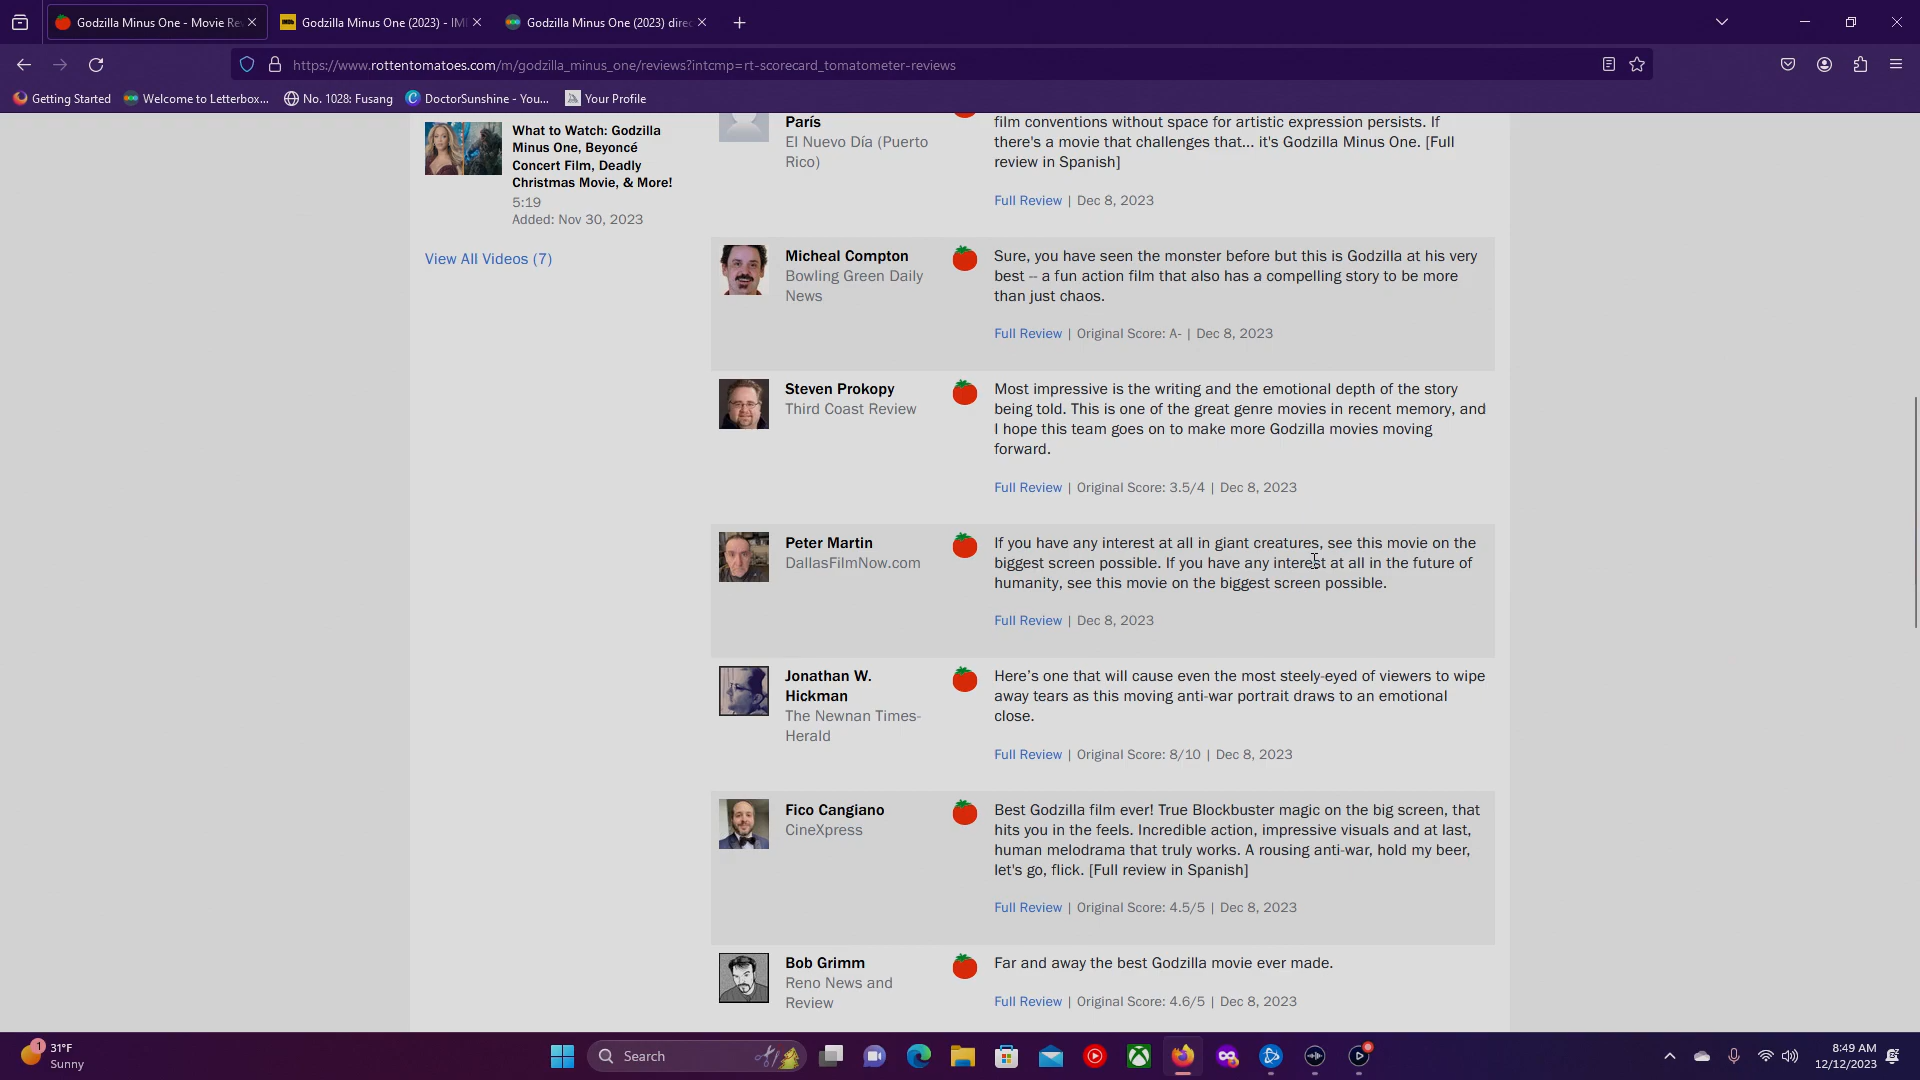 Godzilla Minus One - Movie Re
Godzilla Minus One (2023) - IM
Godzilla Minus One (2023) dire
https://www.rottentomatoes.com/m/godzilla_minus_one/reviews?intcmp=rt-scorecard_tomatometer-reviews
Getting Started
Welcome to Letterbox...
No. 1028: Fusang
DoctorSunshine - You...
Your Profile
What to Watch: Godzilla
Minus One, Beyoncé
Concert Film, Deadly
Christmas Movie, & More!
5:19
Added: Nov 30, 2023
View All Videos (7)
París
El Nuevo Día (Puerto
Rico)
film conventions without space for artistic expression persists. If
there's a movie that challenges that... it's Godzilla Minus One. [Full
review in Spanish]
Full Review | Dec 8, 2023
Micheal Compton
Bowling Green Daily
News
Sure, you have seen the monster before but this is Godzilla at his very
best -- a fun action film that also has a compelling story to be more
than just chaos.
Full Review | Original Score: A- | Dec 8, 2023
Steven Prokopy
Third Coast Review
Most impressive is the writing and the emotional depth of the story
being told. This is one of the great genre movies in recent memory, and
I hope this team goes on to make more Godzilla movies moving
forward.
Full Review | Original Score: 3.5/4 | Dec 8, 2023
Peter Martin
DallasFilmNow.com
If you have any interest at all in giant creatures, see this movie on the
biggest screen possible. If you have any interest at all in the future of
humanity, see this movie on the biggest screen possible.
Full Review | Dec 8, 2023
Jonathan W.
Hickman
The Newnan Times-
Herald
Here's one that will cause even the most steely-eyed of viewers to wipe
away tears as this moving anti-war portrait draws to an emotional
close.
Full Review | Original Score: 8/10 | Dec 8, 2023
Fico Cangiano
CineXpress
Best Godzilla film ever! True Blockbuster magic on the big screen, that
hits you in the feels. Incredible action, impressive visuals and at last,
human melodrama that truly works. A rousing anti-war, hold my beer,
let's go, flick. [Full review in Spanish]
Full Review | Original Score: 4.5/5 | Dec 8, 2023
Bob Grimm
Reno News and
Review
Far and away the best Godzilla movie ever made.
Full Review | Original Score: 4.6/5 | Dec 8, 2023
1
31°F
Sunny
Search
8:49 AM
12/12/2023